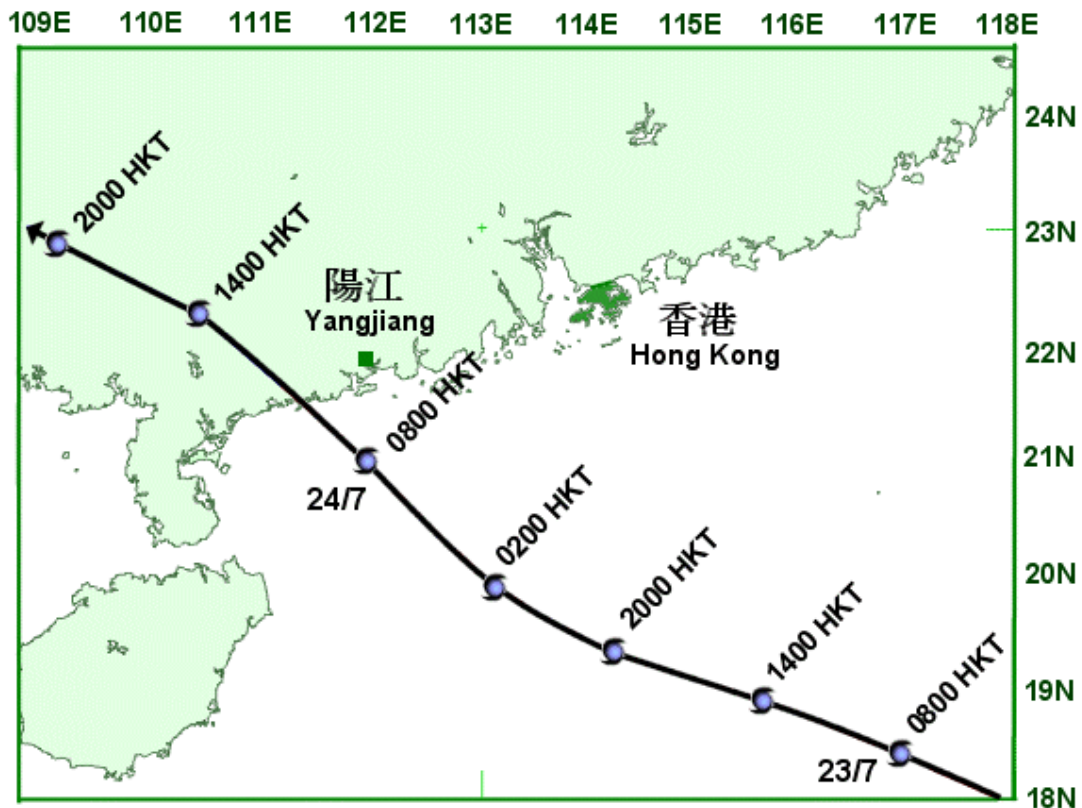 109E 110E 111E 112E 113E 114E 115E 116E 117E 118E
24N
2000 HKT
23N
1400 HKT
陽江
Yangjiang
香港
Hong Kong
22N
0800 HKT
21N
24/7
0200 HKT
20N
2000 HKT
1400 HKT
19N
0800 HKT
23/7
18N